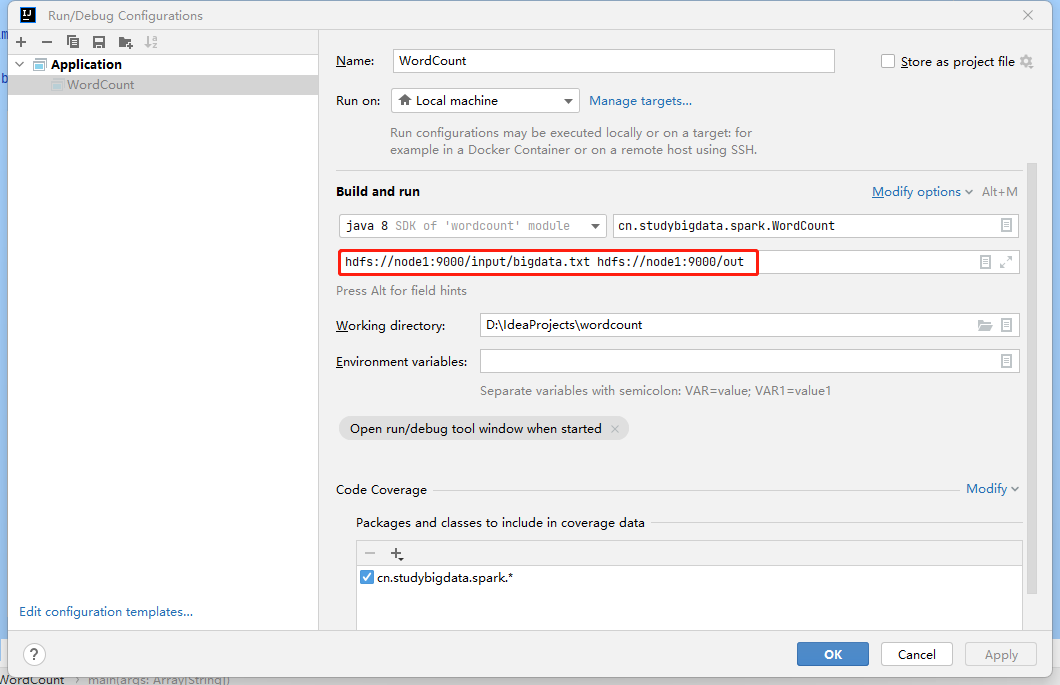 Run/Debug Configurations
Application
WordCount
Name: WordCount
Store as project file
Run on: Local machine Manage targets...
Run configurations may be executed locally or on a target: for
example in a Docker Container or on a remote host using SSH.
Build and run Modify options Alt+M
java 8 SDK of 'wordcount' module cn.studybigdata.spark.WordCount
hdfs://node1:9000/input/bigdata.txt hdfs://node1:9000/out
Press Alt for field hints
Working directory: D:\IdeaProjects\wordcount
Environment variables:
Separate variables with semicolon: VAR=value; VAR1=value1
Open run/debug tool window when started
Code Coverage Modify
Packages and classes to include in coverage data
cn.studybigdata.spark.*
Edit configuration templates...
? OK Cancel Apply
WordCount > main(args: Array[String])